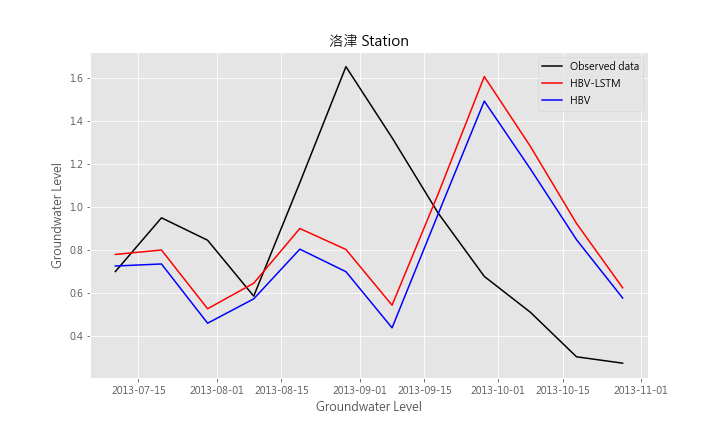 洛津 Station
Observed data
HBV-LSTM
HBV
Groundwater Level
1.6
1.4
1.2
1.0
0.8
0.6
0.4
2013-07-15 2013-08-01 2013-08-15 2013-09-01 2013-09-15 2013-10-01 2013-10-15 2013-11-01
Groundwater Level